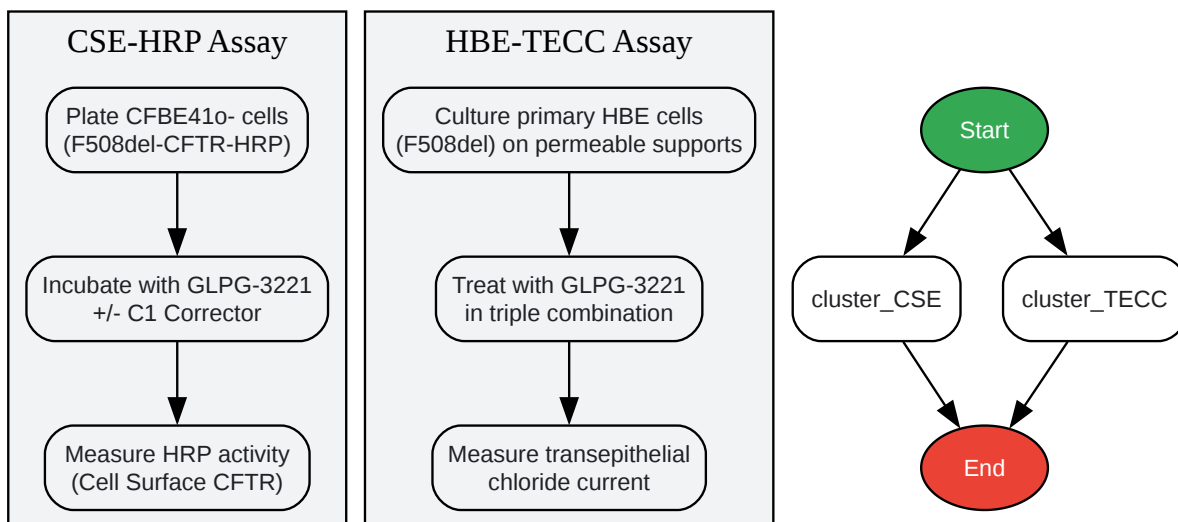 CSE-HRP Assay
Plate CFBE41o- cells
(F508del-CFTR-HRP)
Incubate with GLPG-3221
+/- C1 Corrector
Measure HRP activity
(Cell Surface CFTR)
HBE-TECC Assay
Culture primary HBE cells
(F508del) on permeable supports
Treat with GLPG-3221
in triple combination
Measure transepithelial
chloride current
Start
cluster_CSE
cluster_TECC
End